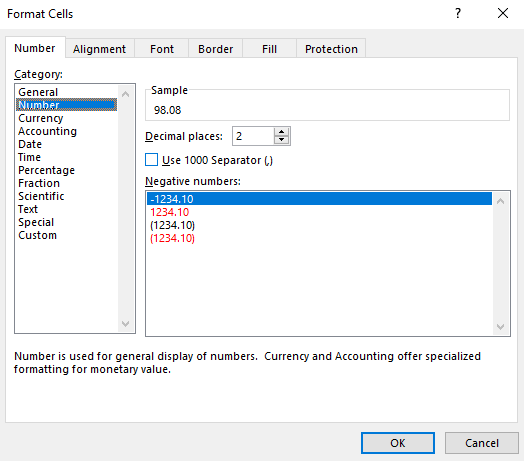 Format Cells
Number Alignment Font Border Fill Protection
Category:
General
Number
Currency
Accounting
Date
Time
Percentage
Fraction
Scientific
Text
Special
Custom
Sample
98.08
Decimal places: 2
Use 1000 Separator (,)
Negative numbers:
-1234.10
1234.10
(1234.10)
(1234.10)
Number is used for general display of numbers.  Currency and Accounting offer specialized
formatting for monetary value.
OK Cancel